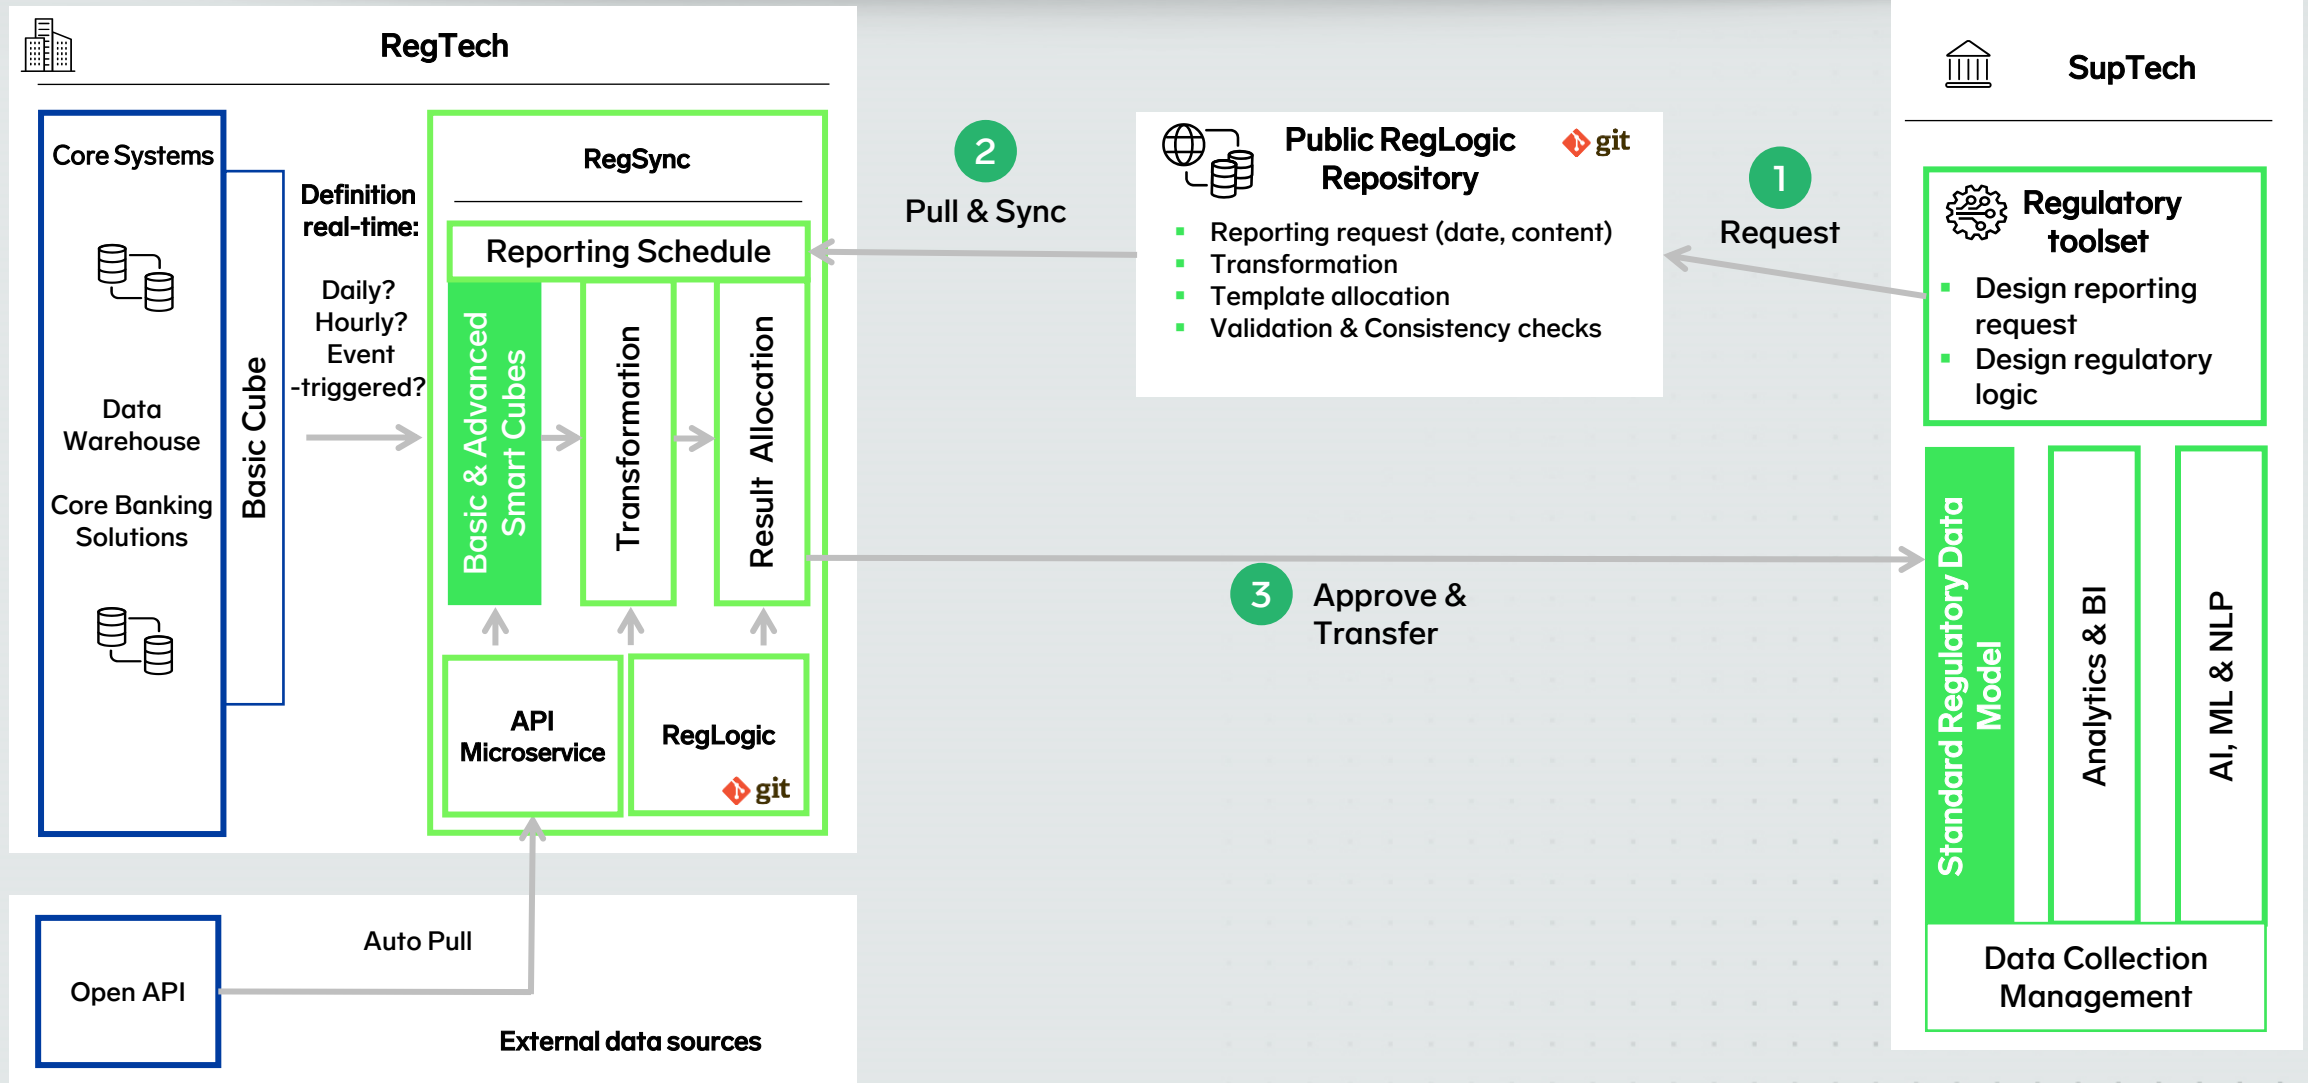 RegTech
Core Systems
Data
Warehouse
Core Banking
Solutions
Basic Cube
Definition
real-time:
Daily?
Hourly?
Event
-triggered?
RegSync
Reporting Schedule
Basic & Advanced
Smart Cubes
Transformation
Result Allocation
API
Microservice
RegLogic
git
Open API
Auto Pull
External data sources
2
Pull & Sync
Public RegLogic
Repository
git
Reporting request (date, content)
Transformation
Template allocation
Validation & Consistency checks
1
Request
3
Approve &
Transfer
SupTech
Regulatory
toolset
Design reporting
request
Design regulatory
logic
Standard Regulatory Data
Model
Analytics & BI
AI, ML & NLP
Data Collection
Management